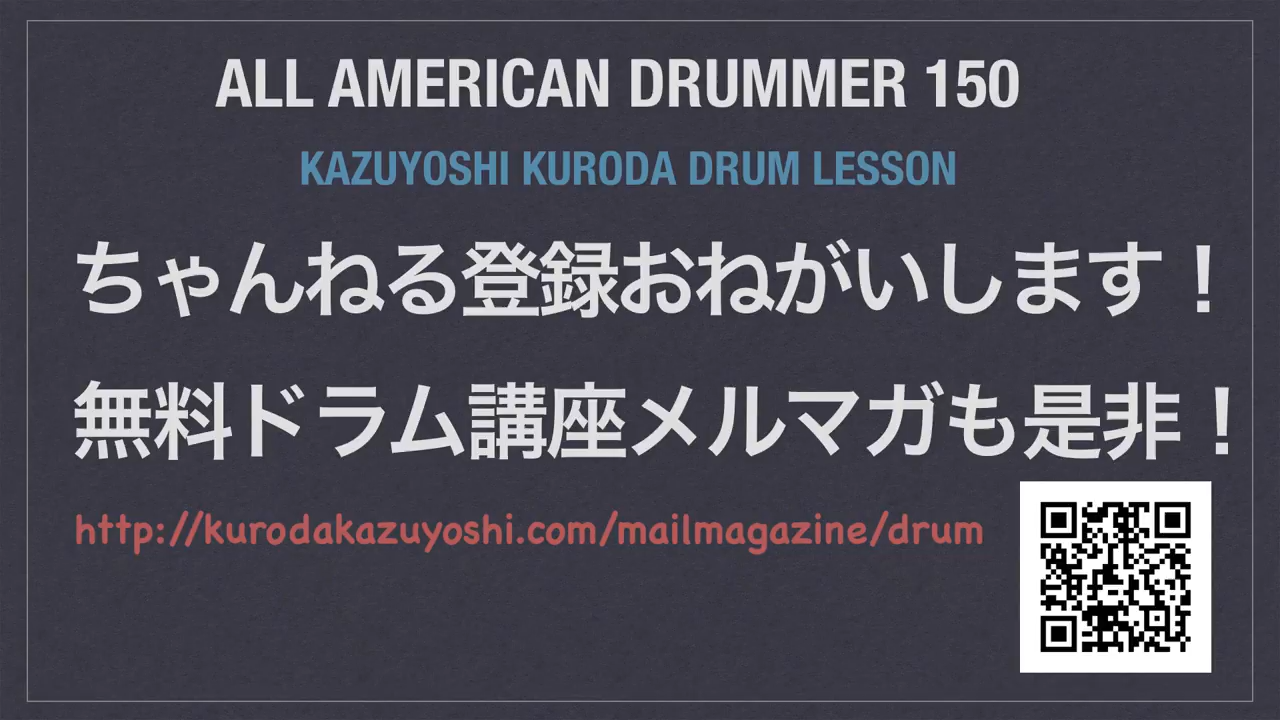 ALL AMERICAN DRUMMER 150
KAZUYOSHI KURODA DRUM LESSON
ちゃんねる登録おねがいします！
無料ドラム講座メルマガも是非！
http://kurodakazuyoshi.com/mailmagazine/drum